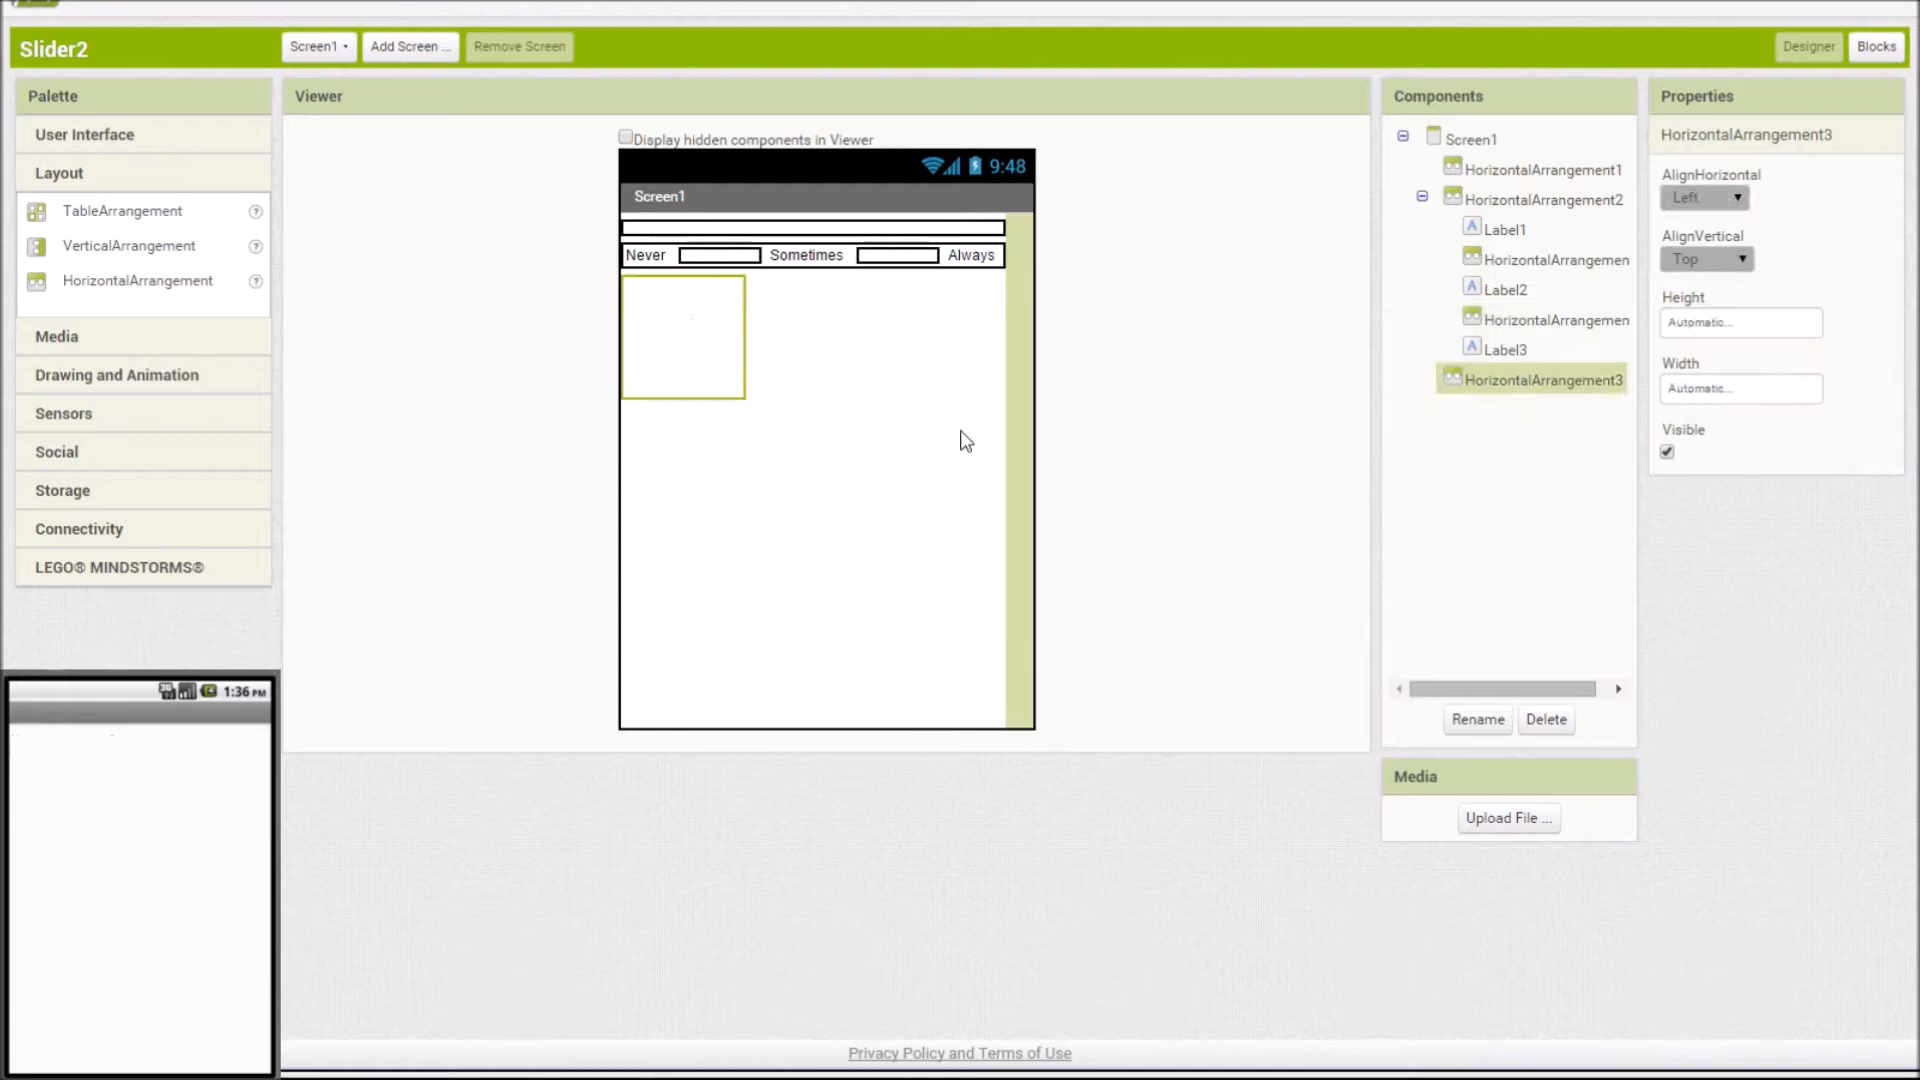 Slider2
Screen1
Add Screen ...
Remove Screen
Designer
Blocks
Palette
User Interface
Layout
TableArrangement
VerticalArrangement
HorizontalArrangement
Media
Drawing and Animation
Sensors
Social
Storage
Connectivity
LEGO® MINDSTORMS®
1:36 PM
Viewer
Display hidden components in Viewer
9:48
Screen1
Never
Sometimes
Always
Components
Screen1
HorizontalArrangement1
HorizontalArrangement2
Label1
HorizontalArrangemen
Label2
HorizontalArrangemen
Label3
HorizontalArrangement3
Rename
Delete
Media
Upload File ...
Properties
HorizontalArrangement3
AlignHorizontal
Left
AlignVertical
Top
Height
Automatic...
Width
Automatic...
Visible
Privacy Policy and Terms of Use